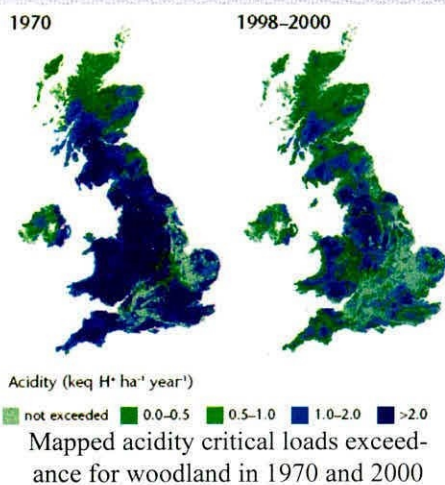 1970 1998–2000
Acidity (keq H⁺ ha⁻¹ year⁻¹)
not exceeded 0.0–0.5 0.5–1.0 1.0–2.0 >2.0
Mapped acidity critical loads exceed-
ance for woodland in 1970 and 2000